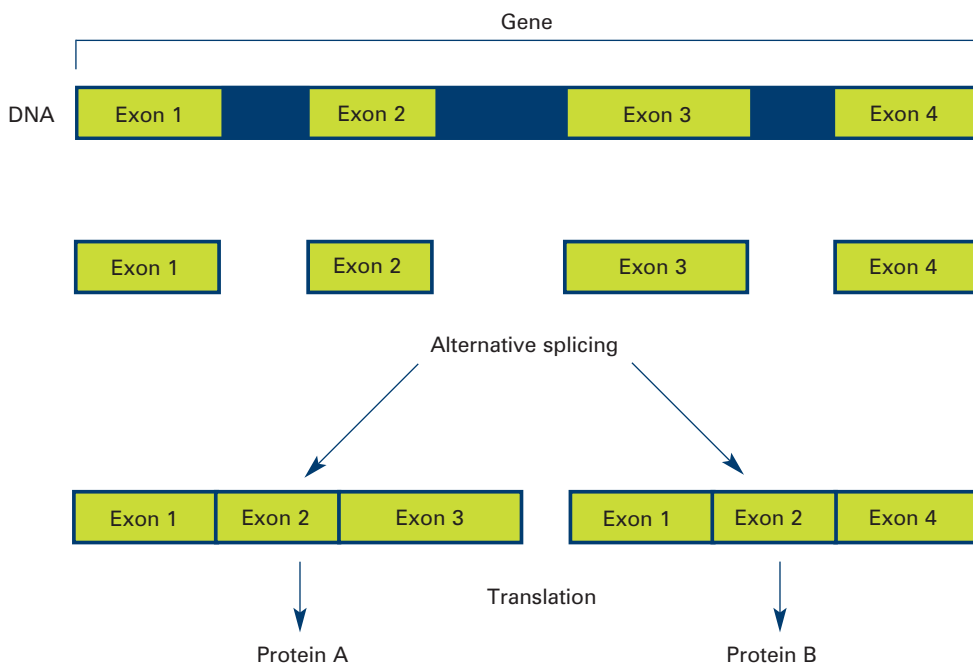 Gene
DNA Exon 1 Exon 2 Exon 3 Exon 4
Exon 1 Exon 2 Exon 3 Exon 4
Alternative splicing
Exon 1 Exon 2 Exon 3 Exon 1 Exon 2 Exon 4
Translation
Protein A Protein B